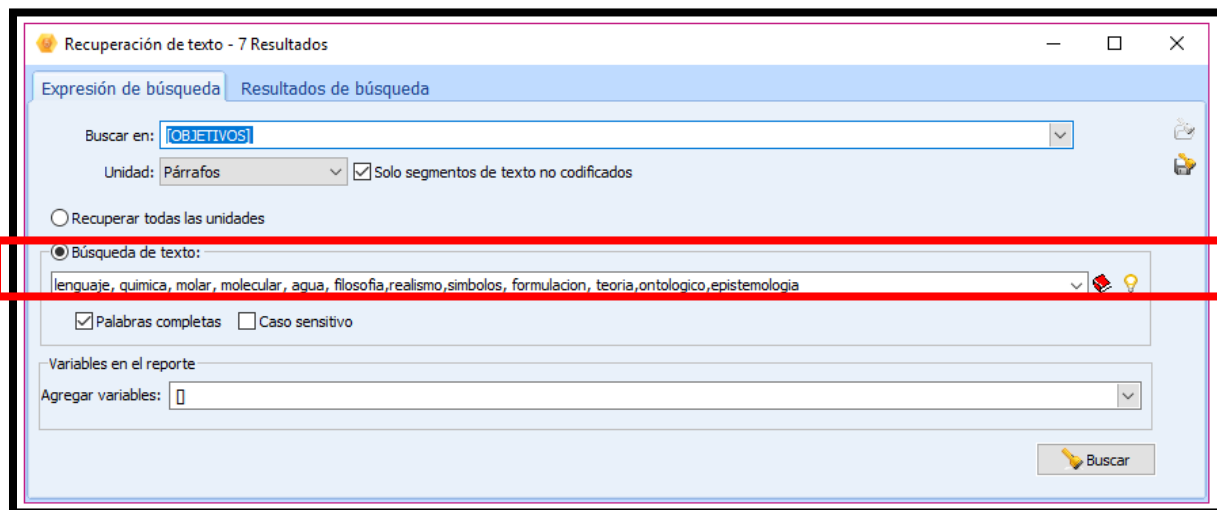 Recuperación de texto - 7 Resultados
Expresión de búsqueda Resultados de búsqueda
Buscar en: [OBJETIVOS]
Unidad: Párrafos Solo segmentos de texto no codificados
Recuperar todas las unidades
Búsqueda de texto:
lenguaje, quimica, molar, molecular, agua, filosofia,realismo,simbolos, formulacion, teoria,ontologico,epistemologia
Palabras completas Caso sensitivo
Variables en el reporte
Agregar variables: []
Buscar